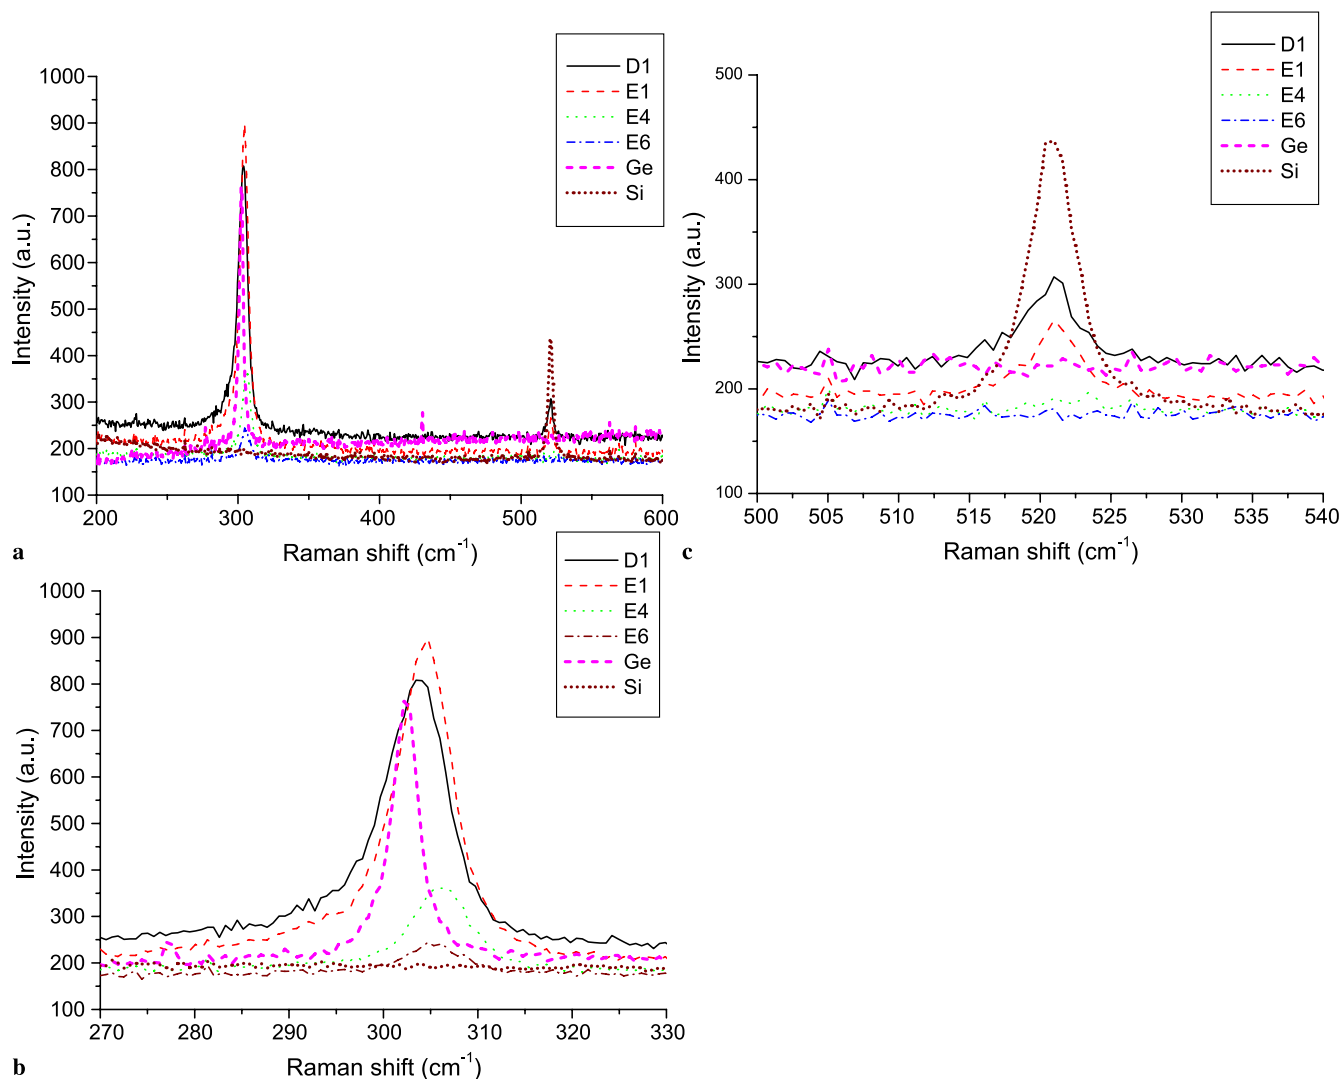 D1
E1
E4
E6
Ge
Si
1000
900
800
700
600
500
400
300
200
100
200 300 400 500 600
Intensity (a.u.)
Raman shift (cm⁻¹)
a
D1
E1
E4
E6
Ge
Si
500
400
300
200
100
500 505 510 515 520 525 530 535 540
Intensity (a.u.)
Raman shift (cm⁻¹)
c
D1
E1
E4
E6
Ge
Si
1000
900
800
700
600
500
400
300
200
100
270 280 290 300 310 320 330
Intensity (a.u.)
Raman shift (cm⁻¹)
b